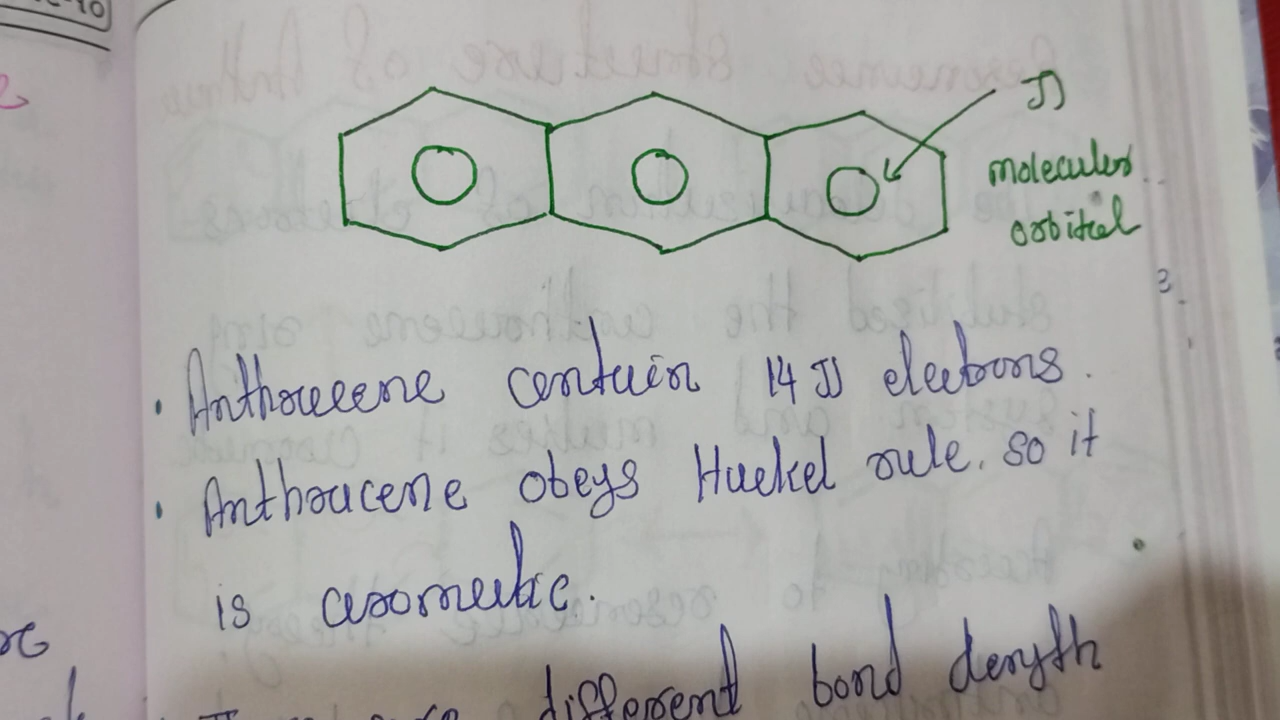 π
molecular
orbital
• Anthracene contain 14 π electrons.
• Anthracene obeys Huckel rule. so it
is aromatic.
different bond length